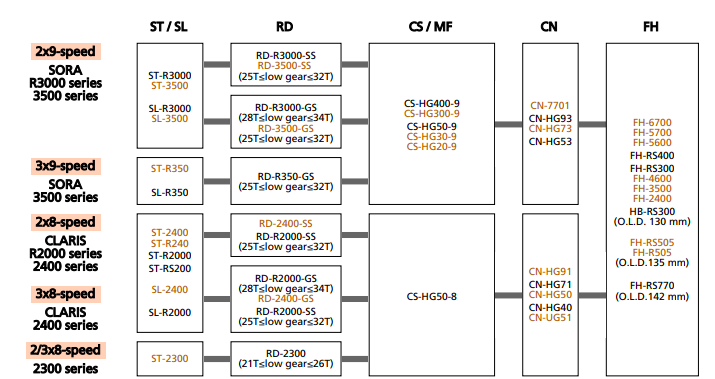 ST / SL
RD
CS / MF
CN
FH
2x9-speed
SORA
R3000 series
3500 series
ST-R3000
ST-3500
SL-R3000
SL-3500
RD-R3000-SS
RD-3500-SS
(25T≤low gear≤32T)
RD-R3000-GS
(28T≤low gear≤34T)
RD-3500-GS
(25T≤low gear≤32T)
3x9-speed
SORA
3500 series
ST-R350
SL-R350
RD-R350-GS
(25T≤low gear≤32T)
CS-HG400-9
CS-HG300-9
CS-HG50-9
CS-HG30-9
CS-HG20-9
CN-7701
CN-HG93
CN-HG73
CN-HG53
2x8-speed
CLARIS
R2000 series
2400 series
3x8-speed
CLARIS
2400 series
ST-2400
ST-R240
ST-R2000
ST-RS200
SL-2400
SL-R2000
RD-2400-SS
RD-R2000-SS
(25T≤low gear≤32T)
RD-R2000-GS
(28T≤low gear≤34T)
RD-2400-GS
RD-R2000-SS
(25T≤low gear≤32T)
2/3x8-speed
2300 series
ST-2300
RD-2300
(21T≤low gear≤26T)
CS-HG50-8
CN-HG91
CN-HG71
CN-HG50
CN-HG40
CN-UG51
FH-6700
FH-5700
FH-5600
FH-RS400
FH-RS300
FH-4600
FH-3500
FH-2400
HB-RS300
(O.L.D. 130 mm)
FH-RS505
FH-R505
(O.L.D.135 mm)
FH-RS770
(O.L.D.142 mm)